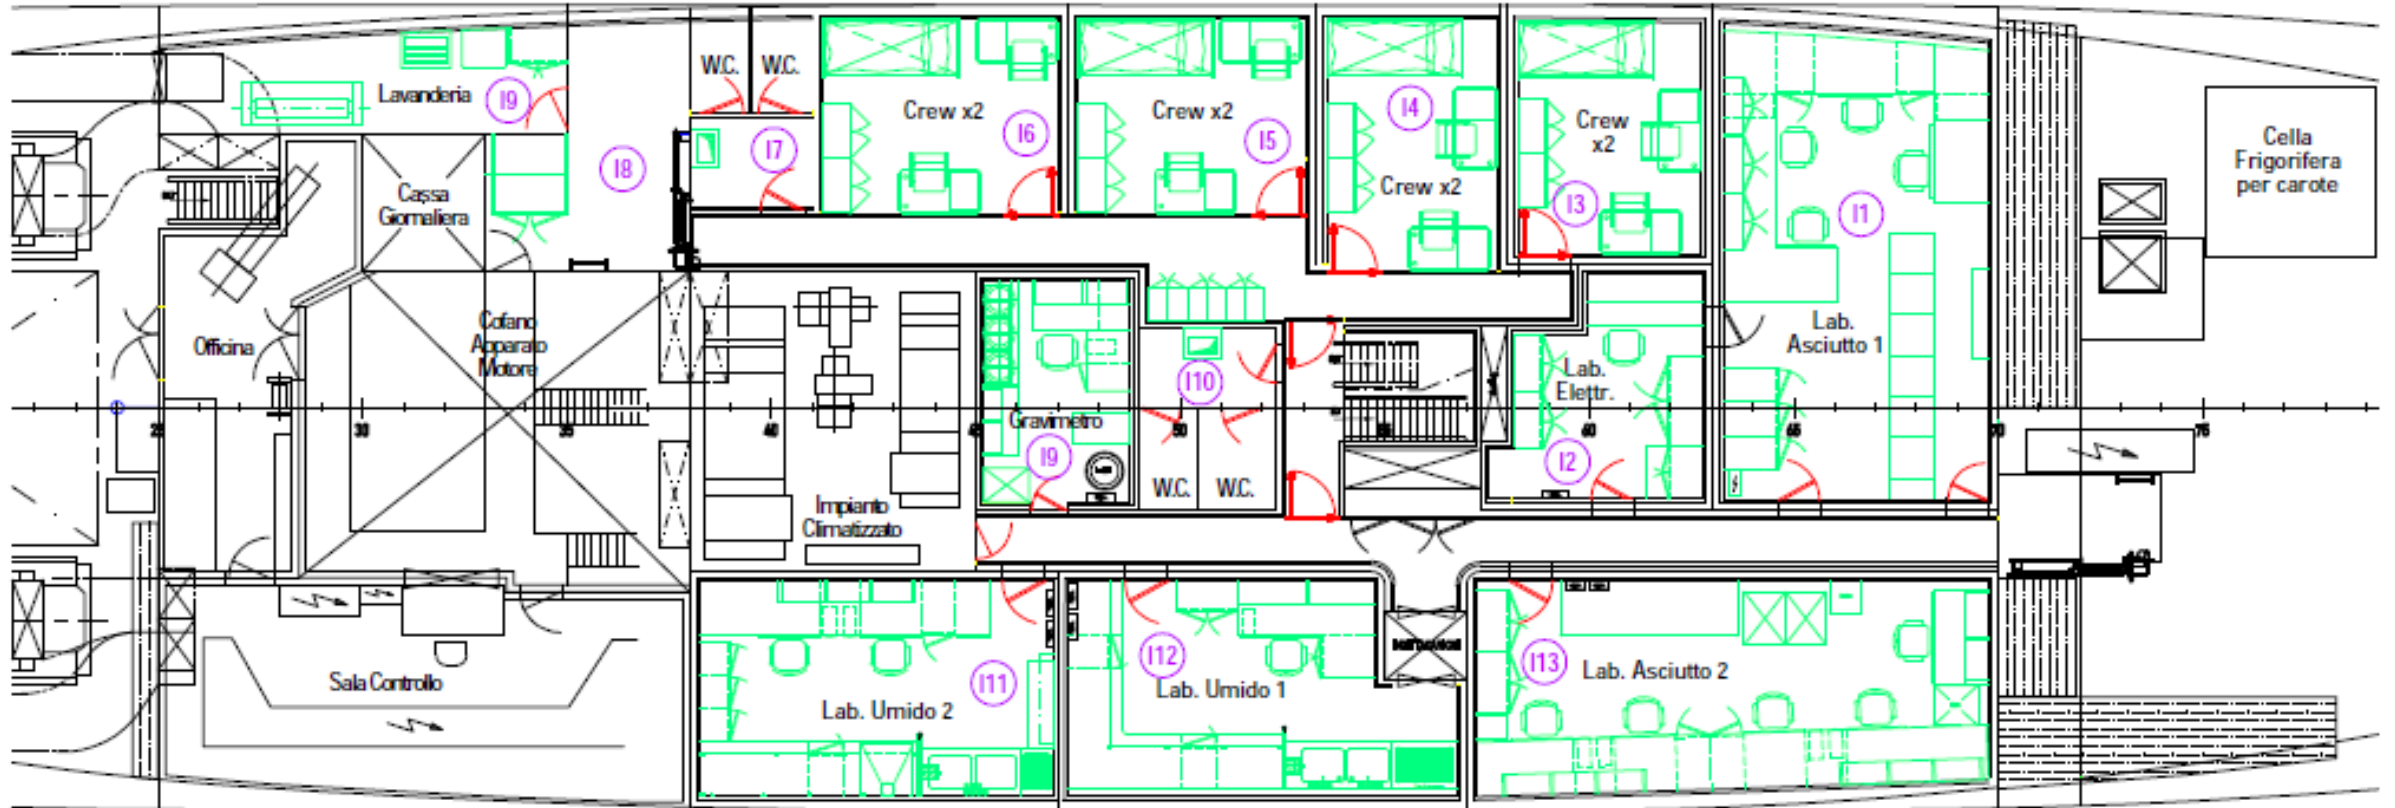 W.C.
W.C.
Lavanderia
I9
Crew x2
I6
Crew x2
I5
I4
Crew x2
Crew
x2
I3
I1
Cella
Frigorifera
per carote
I8
I7
Cassa
Giornaliera
Officina
Cofano
Apparato
Motore
Lab.
Asciutto 1
Lab.
Elettr.
I10
Gravimetro
I9
I2
W.C.
W.C.
30
35
40
50
60
65
70
75
Impianto
Climatizzato
Sala Controllo
I11
Lab. Umido 2
I12
Lab. Umido 1
I13
Lab. Asciutto 2